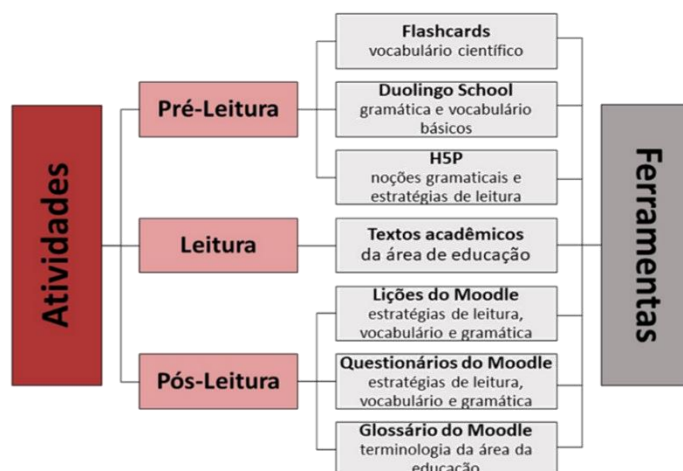 Atividades
Pré-Leitura
Flashcards
vocabulário científico
Duolingo School
gramática e vocabulário
básicos
H5P
noções gramaticais e
estratégias de leitura
Leitura
Textos acadêmicos
da área de educação
Pós-Leitura
Lições do Moodle
estratégias de leitura,
vocabulário e gramática
Questionários do Moodle
estratégias de leitura,
vocabulário e gramática
Glossário do Moodle
terminologia da área da
educação
Ferramentas